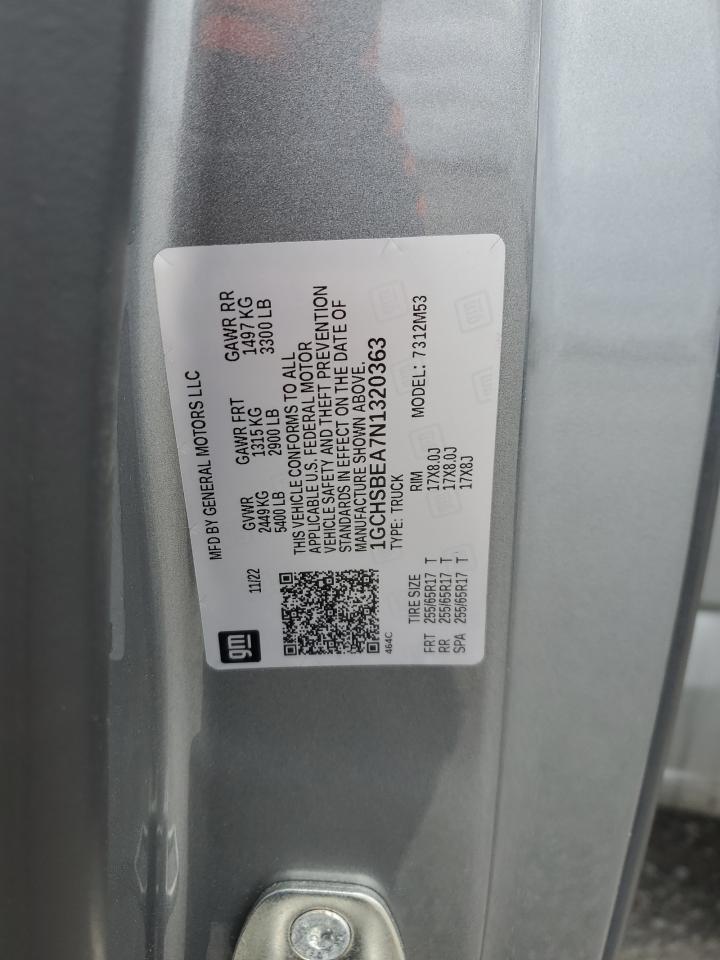 gm
MFD BY GENERAL MOTORS LLC
11/22
GVWR GAWR FRT GAWR RR
2449 KG 1315 KG 1497 KG
5400 LB 2900 LB 3300 LB
THIS VEHICLE CONFORMS TO ALL
APPLICABLE U.S. FEDERAL MOTOR
VEHICLE SAFETY AND THEFT PREVENTION
STANDARDS IN EFFECT ON THE DATE OF
MANUFACTURE SHOWN ABOVE.
1GCHSBEA7N1320363
464C
TYPE: TRUCK
TIRE SIZE RIM MODEL: 7312M53
FRT 255/65R17 T 17X8.0J
RR 255/65R17 T 17X8.0J
SPA 255/65R17 T 17X8J